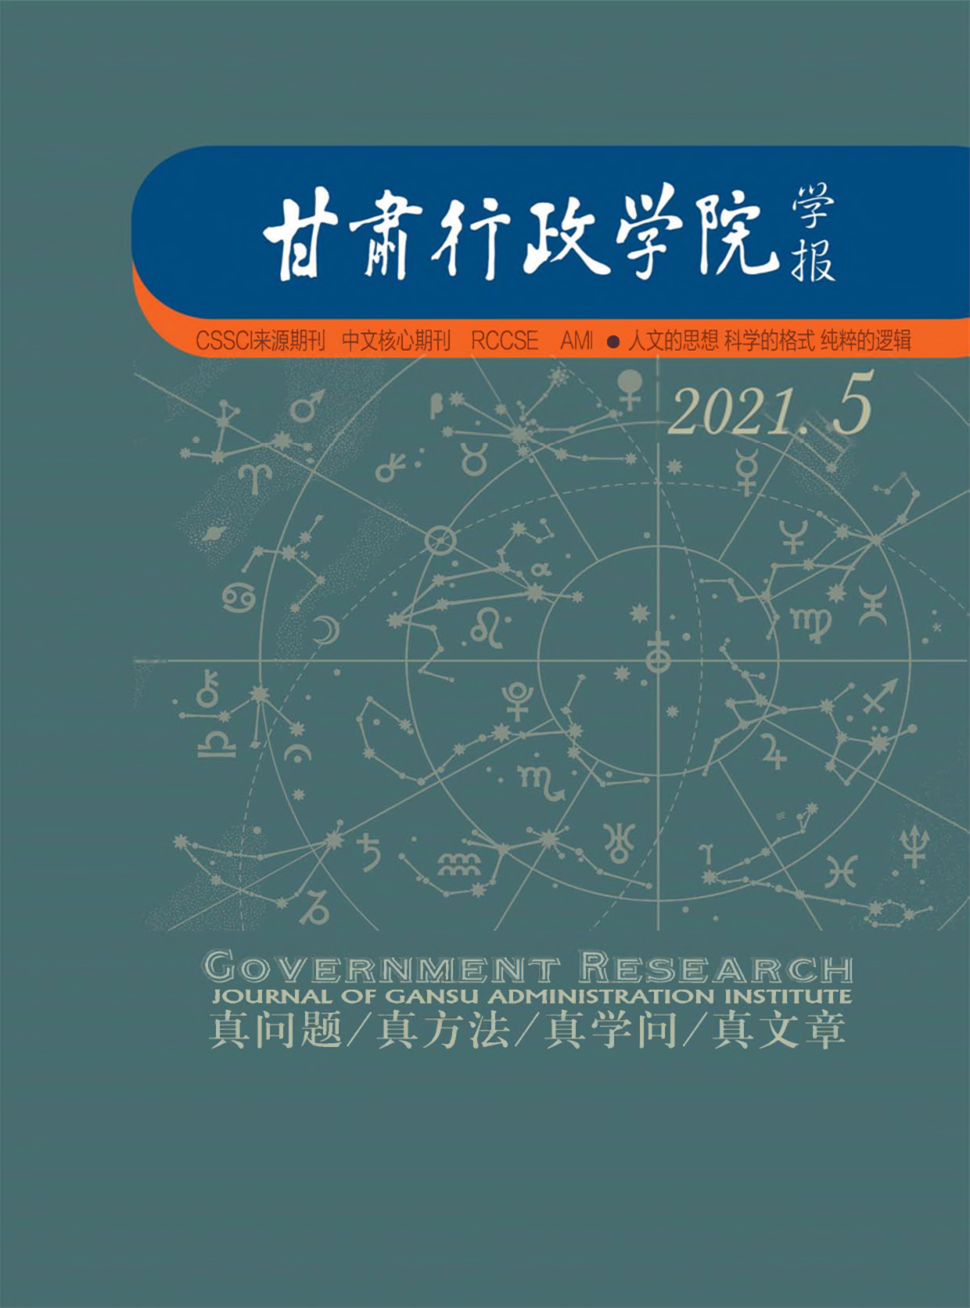 甘肃行政学院学报
CSSCI来源期刊 中文核心期刊 RCCSE AMI ● 人文的思想 科学的格式 纯粹的逻辑
2021. 5
β
α
GOVERNMENT RESEARCH
JOURNAL OF GANSU ADMINISTRATION INSTITUTE
真问题/真方法/真学问/真文章